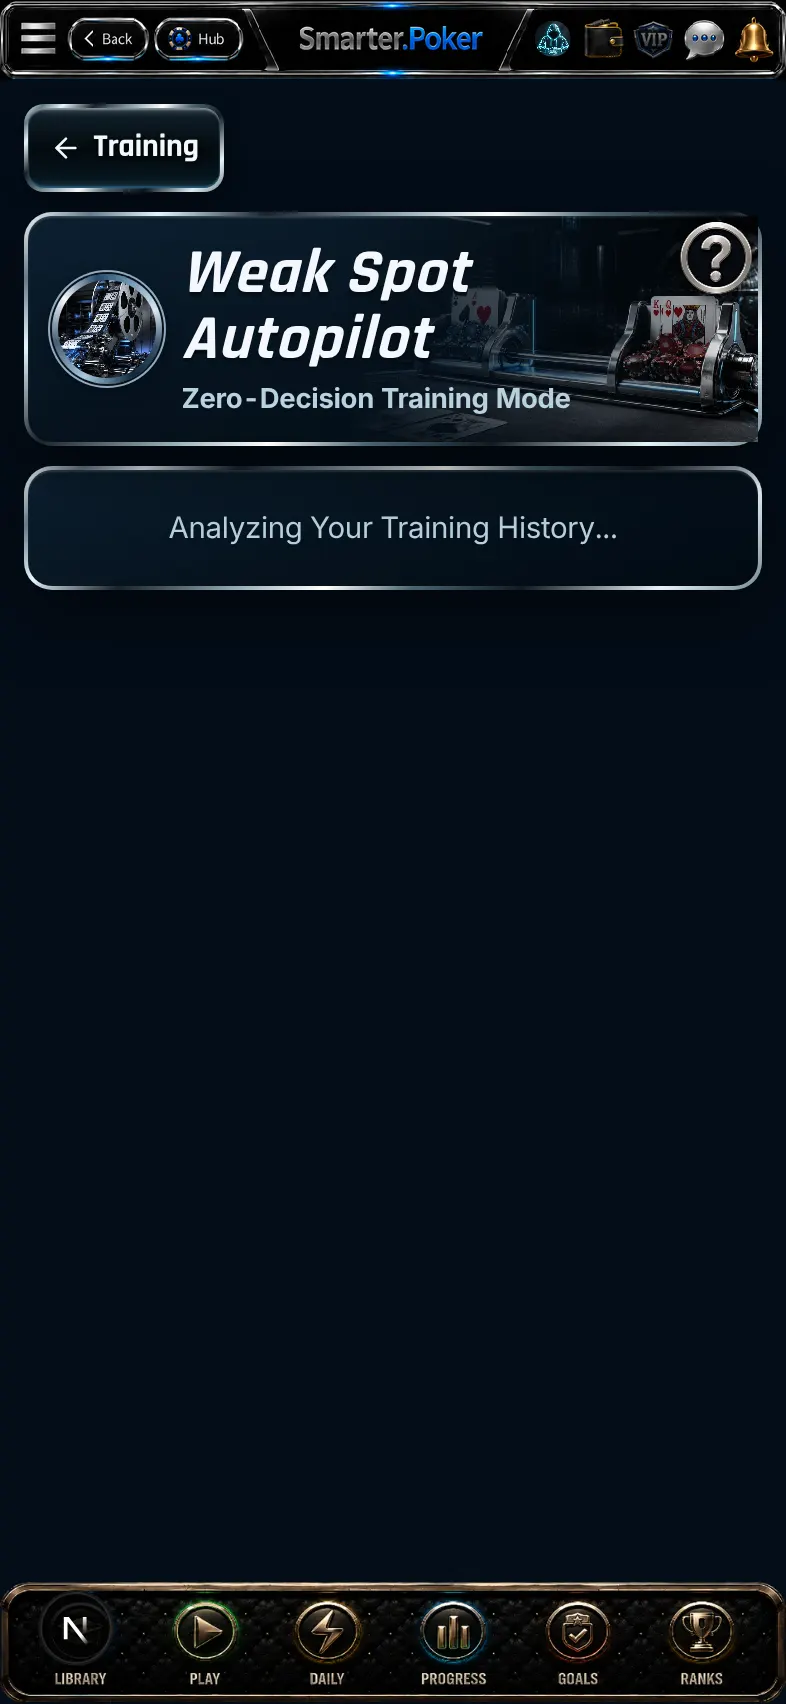 Back
Hub
Smarter.Poker
VIP
← Training
Weak Spot
Autopilot
?
Zero-Decision Training Mode
K Q
Analyzing Your Training History...
N
LIBRARY
PLAY
DAILY
PROGRESS
GOALS
RANKS